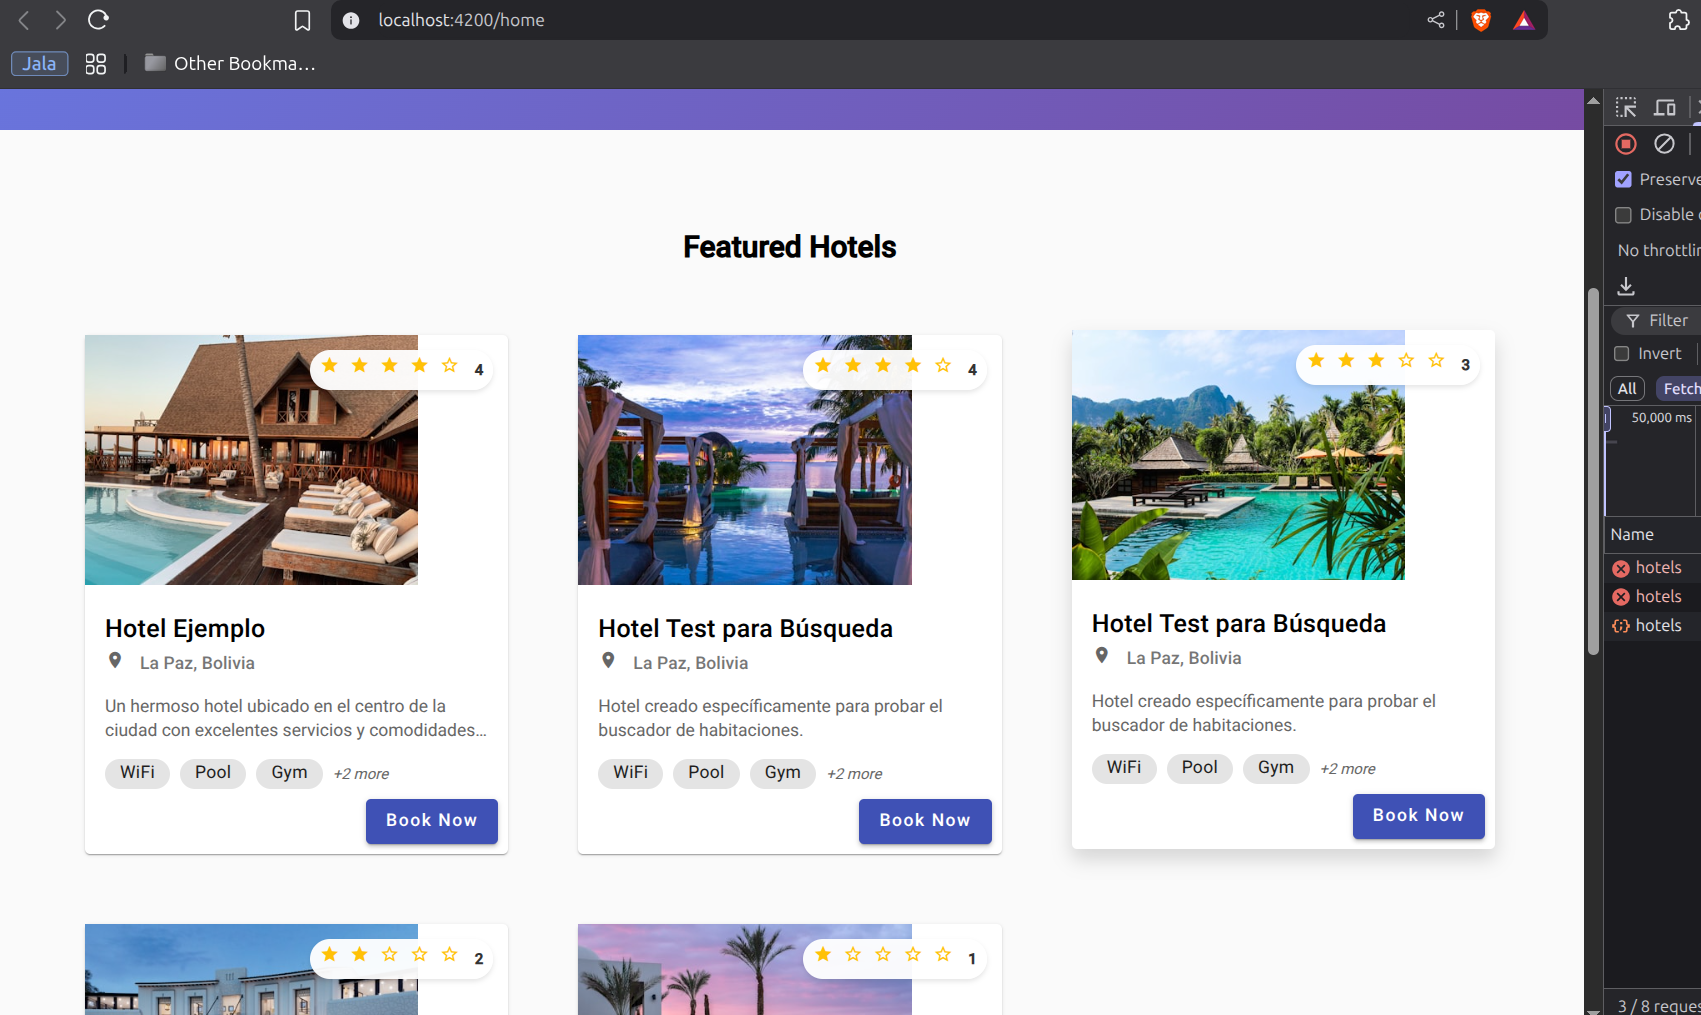 localhost:4200/home
Jala
Other Bookma…
Featured Hotels
4
4
3
Hotel Ejemplo
La Paz, Bolivia
Un hermoso hotel ubicado en el centro de la
ciudad con excelentes servicios y comodidades...
WiFi Pool Gym +2 more
Book Now
Hotel Test para Búsqueda
La Paz, Bolivia
Hotel creado específicamente para probar el
buscador de habitaciones.
WiFi Pool Gym +2 more
Book Now
Hotel Test para Búsqueda
La Paz, Bolivia
Hotel creado específicamente para probar el
buscador de habitaciones.
WiFi Pool Gym +2 more
Book Now
2
1
Preserve
Disable c
No throttlin
Filter
Invert
All Fetch
50,000 ms
Name
hotels
hotels
hotels
3 / 8 reques